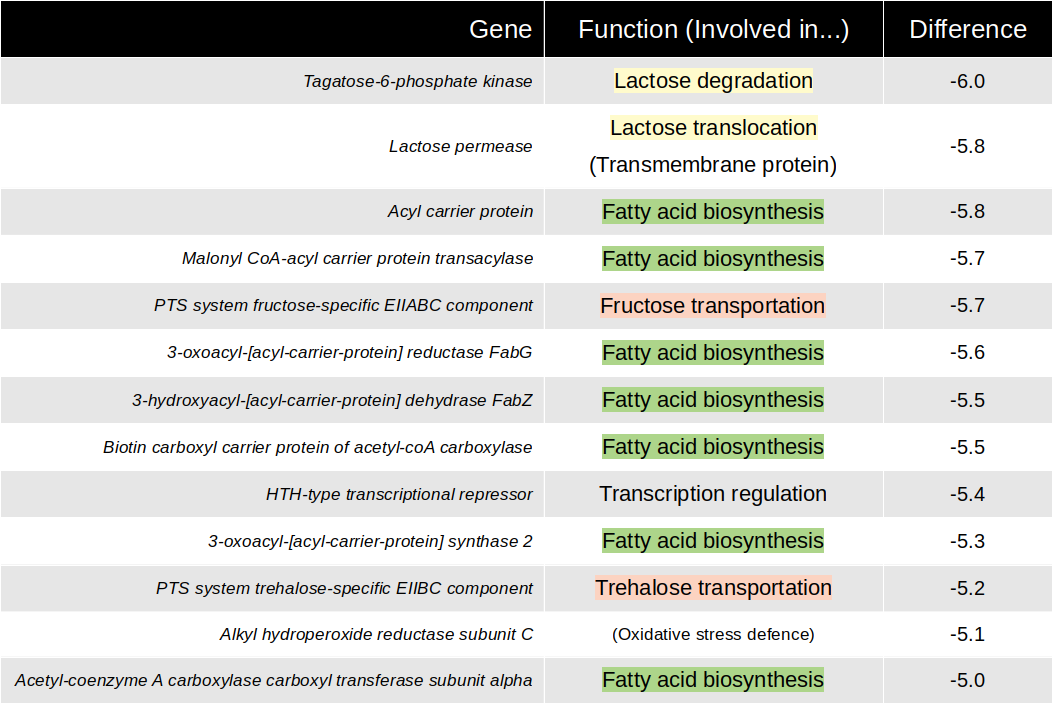 Gene Function (Involved in...) Difference
Tagatose-6-phosphate kinase Lactose degradation -6.0
Lactose permease Lactose translocation -5.8
(Transmembrane protein)
Acyl carrier protein Fatty acid biosynthesis -5.8
Malonyl CoA-acyl carrier protein transacylase Fatty acid biosynthesis -5.7
PTS system fructose-specific EIIABC component Fructose transportation -5.7
3-oxoacyl-[acyl-carrier-protein] reductase FabG Fatty acid biosynthesis -5.6
3-hydroxyacyl-[acyl-carrier-protein] dehydrase FabZ Fatty acid biosynthesis -5.5
Biotin carboxyl carrier protein of acetyl-coA carboxylase Fatty acid biosynthesis -5.5
HTH-type transcriptional repressor Transcription regulation -5.4
3-oxoacyl-[acyl-carrier-protein] synthase 2 Fatty acid biosynthesis -5.3
PTS system trehalose-specific EIIBC component Trehalose transportation -5.2
Alkyl hydroperoxide reductase subunit C (Oxidative stress defence) -5.1
Acetyl-coenzyme A carboxylase carboxyl transferase subunit alpha Fatty acid biosynthesis -5.0